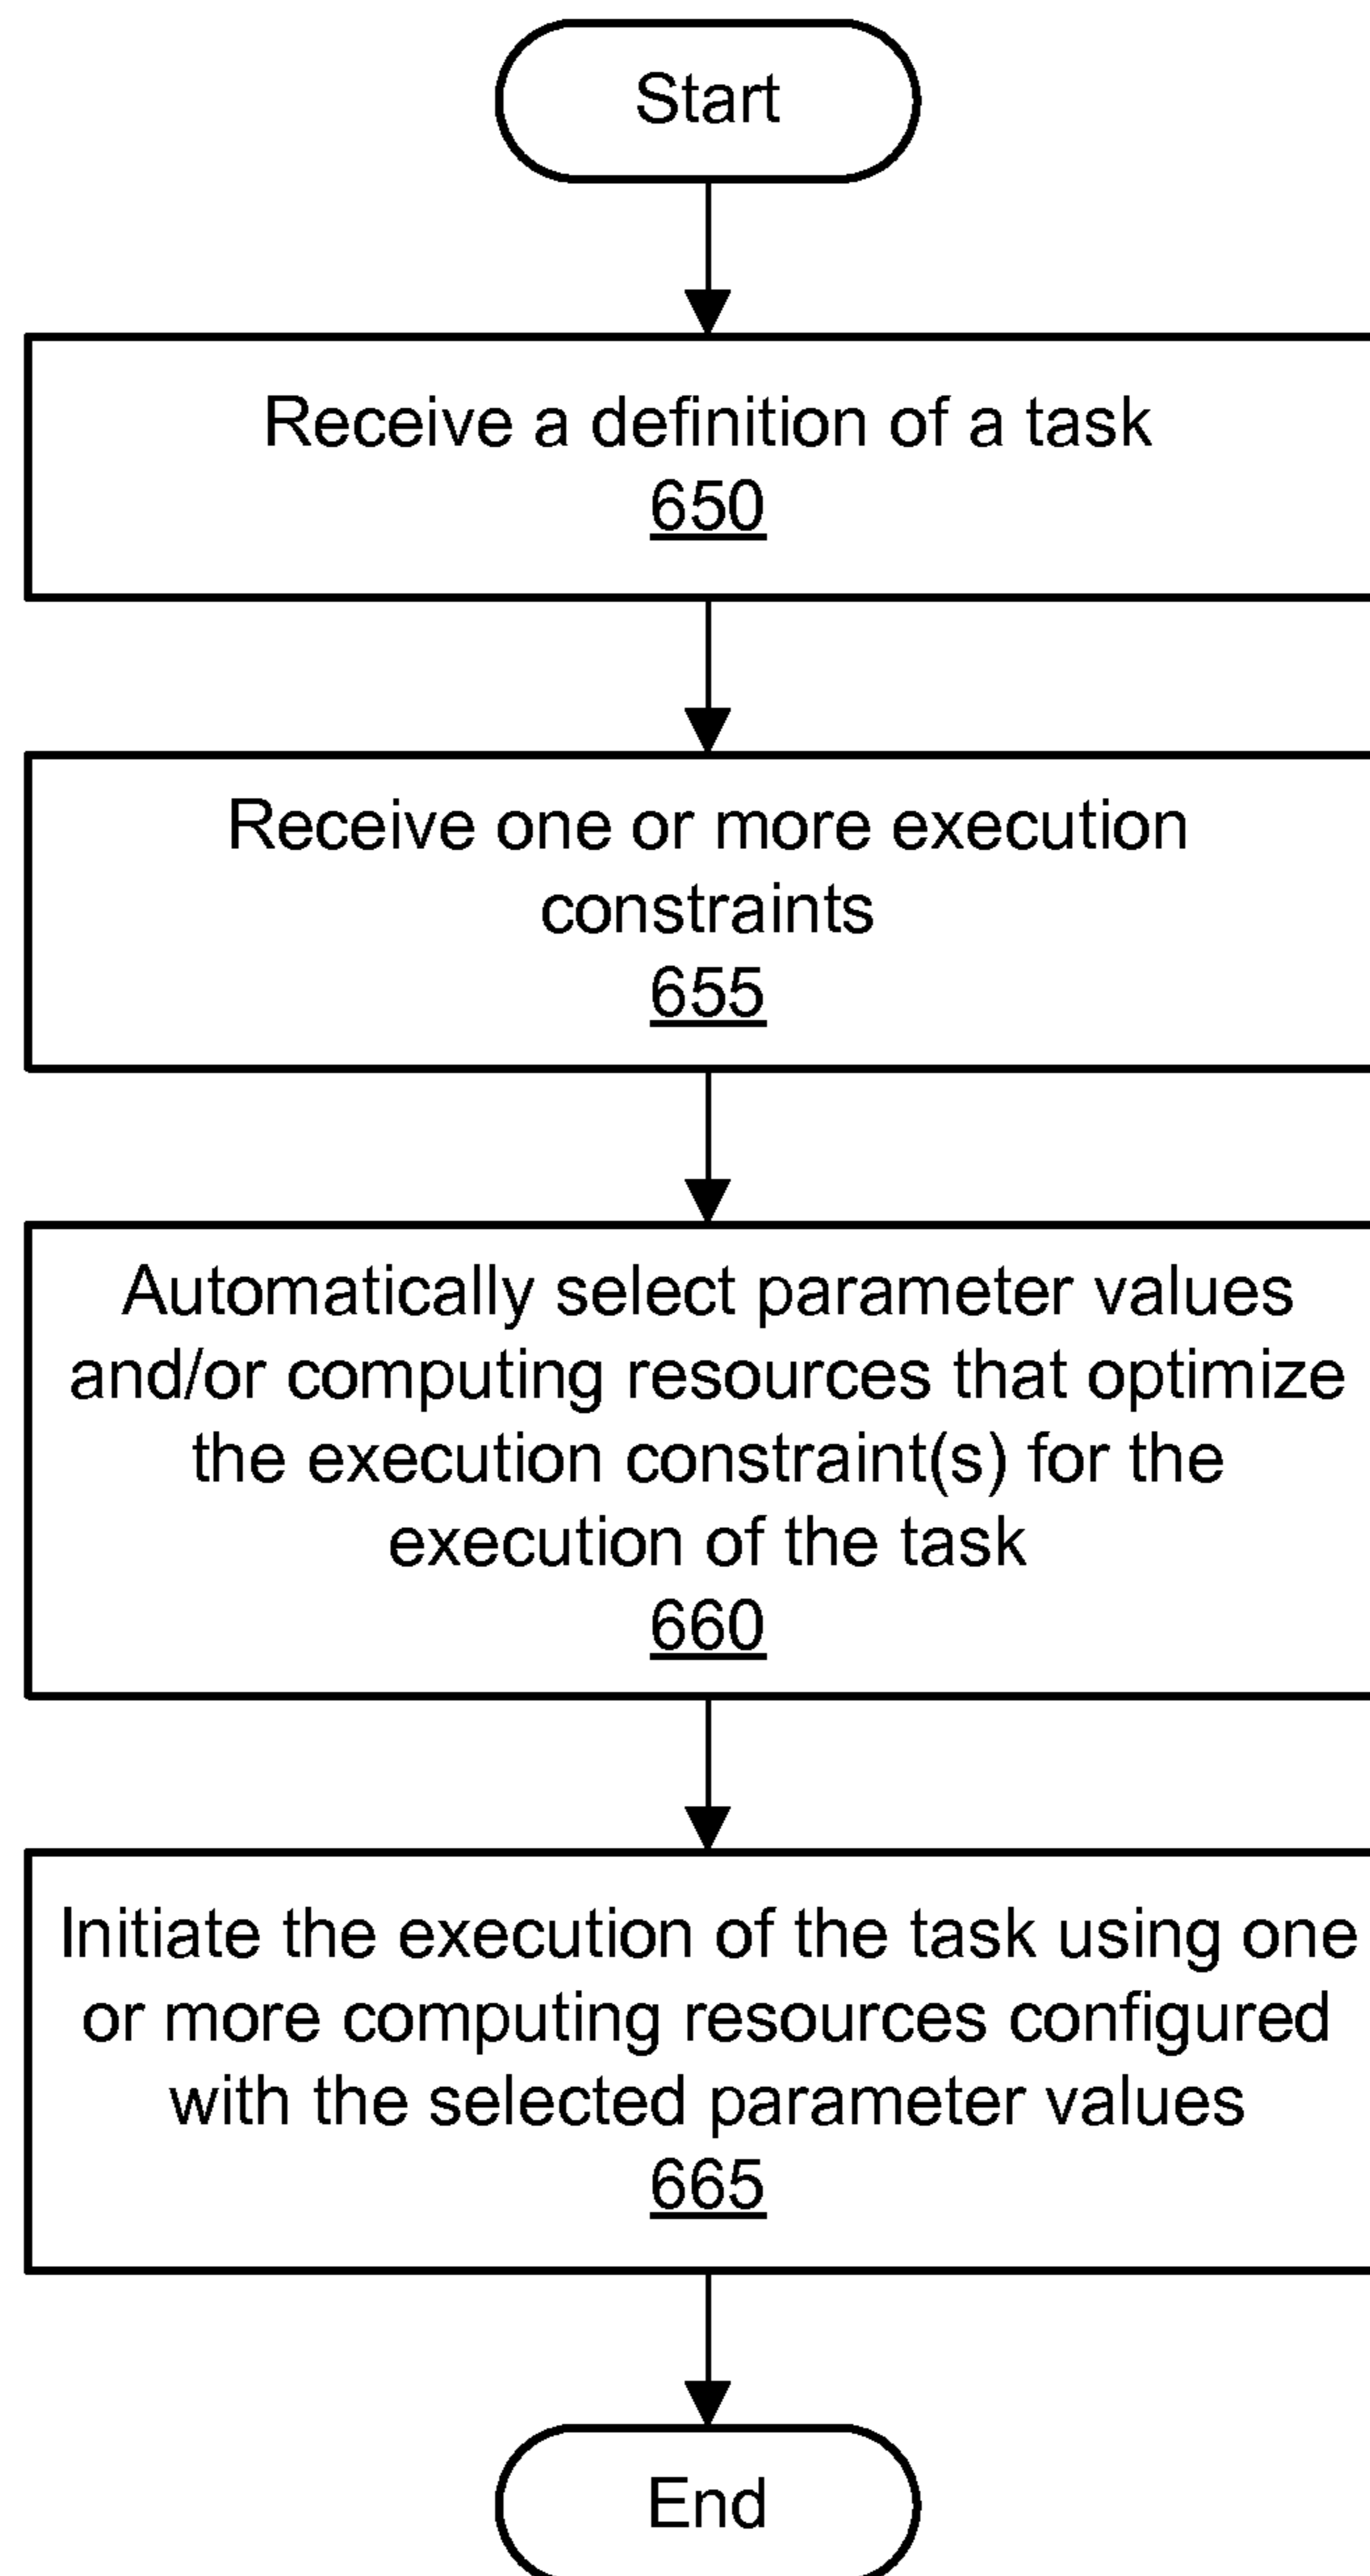 Start
Receive a definition of a task
650
Receive one or more execution
constraints
655
Automatically select parameter values
and/or computing resources that optimize
the execution constraint(s) for the
execution of the task
660
Initiate the execution of the task using one
or more computing resources configured
with the selected parameter values
665
End